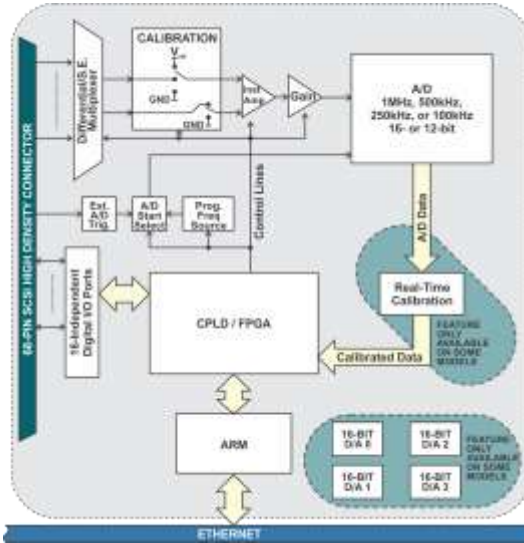 CALIBRATION
V
GND
GND
Differential/S.E.
Multiplexer
Inst
Amp
Gain
A/D
1MHz, 500kHz,
250kHz, or 100kHz
16- or 12-bit
68-PIN SCSI HIGH DENSITY CONNECTOR
Ext.
A/D
Trig.
A/D
Start
Select
Prog.
Freq
Source
Control Lines
A/D Data
16-Independent
Digital I/O Ports
CPLD / FPGA
Real-Time
Calibration
FEATURE
ONLY
AVAILABLE
ON SOME
MODELS
Calibrated Data
ARM
16-BIT
D/A 0
16-BIT
D/A 2
16-BIT
D/A 1
16-BIT
D/A 3
FEATURE
ONLY
AVAILABLE
ON SOME
MODELS
ETHERNET